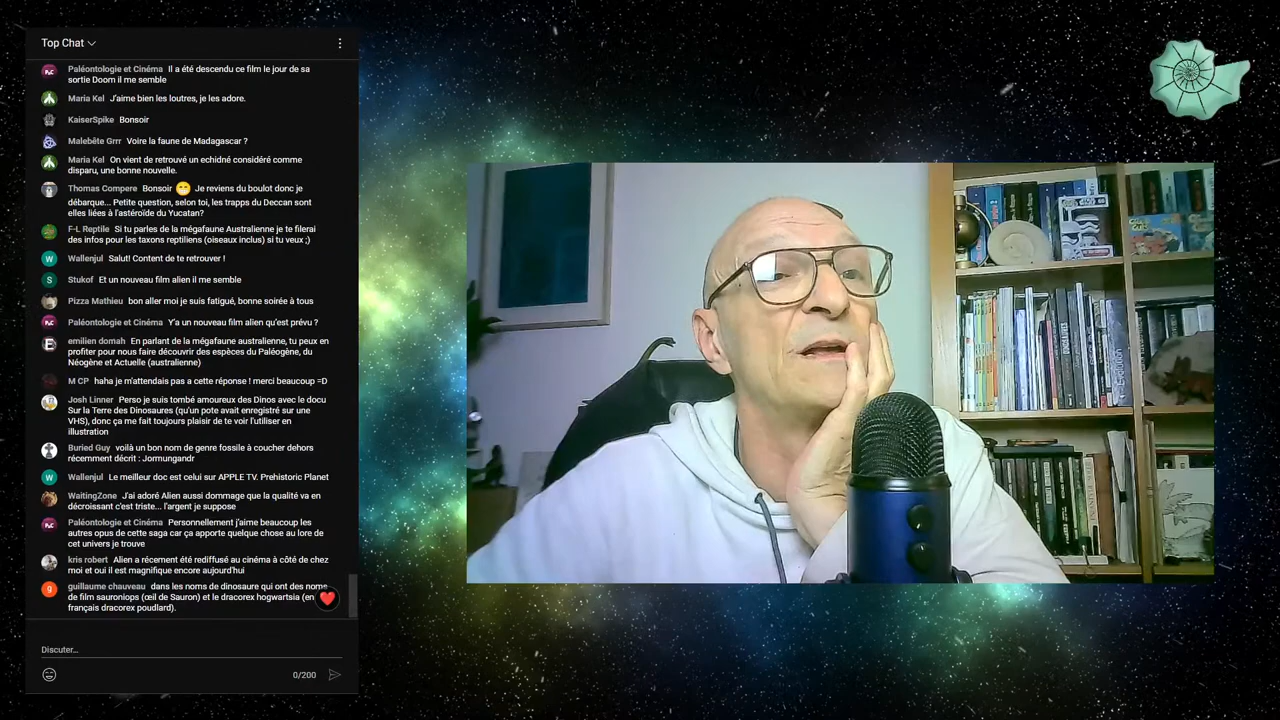 Top Chat
Paléontologie et Cinéma Il a été descendu ce film le jour de sa
sortie Doom il me semble
Maria Kel J'aime bien les loutres, je les adore.
KaiserSpike Bonsoir
Malebête Grrr Voire la faune de Madagascar ?
Maria Kel On vient de retrouvé un echidné considéré comme
disparu, une bonne nouvelle.
Thomas Compere Bonsoir 😁 Je reviens du boulot donc je
débarque... Petite question, selon toi, les trapps du Deccan sont
elles liées à l'astéroïde du Yucatan?
F-L Reptile Si tu parles de la mégafaune Australienne je te filerai
des infos pour les taxons reptiliens (oiseaux inclus) si tu veux ;)
W
Wallenjul Salut! Content de te retrouver !
S
Stukof Et un nouveau film alien il me semble
Pizza Mathieu bon aller moi je suis fatigué, bonne soirée à tous
Paléontologie et Cinéma Y'a un nouveau film alien qu'est prévu ?
emilien domah En parlant de la mégafaune australienne, tu peux en
profiter pour nous faire découvrir des espèces du Paléogène, du
Néogène et Actuelle (australienne)
M CP haha je m'attendais pas a cette réponse ! merci beaucoup =D
Josh Linner Perso je suis tombé amoureux des Dinos avec le docu
Sur la Terre des Dinosaures (qu'un pote avait enregistré sur une
VHS), donc ça me fait toujours plaisir de te voir l'utiliser en
illustration
Buried Guy voilà un bon nom de genre fossile à coucher dehors
récemment décrit : Jormungandr
W
Wallenjul Le meilleur doc est celui sur APPLE TV. Prehistoric Planet
WaitingZone J'ai adoré Alien aussi dommage que la qualité va en
décroissant c'est triste... l'argent je suppose
Paléontologie et Cinéma Personnellement j'aime beaucoup les
autres opus de cette saga car ça apporte quelque chose au lore de
cet univers je trouve
kris robert Alien a récement été rediffusé au cinéma à côté de chez
moi et oui il est magnifique encore aujourd'hui
g
guillaume chauveau dans les noms de dinosaure qui ont des noms
de film sauroniops (œil de Sauron) et le dracorex hogwartsia (en
français dracorex poudlard).
Discuter...
0/200
Evolution